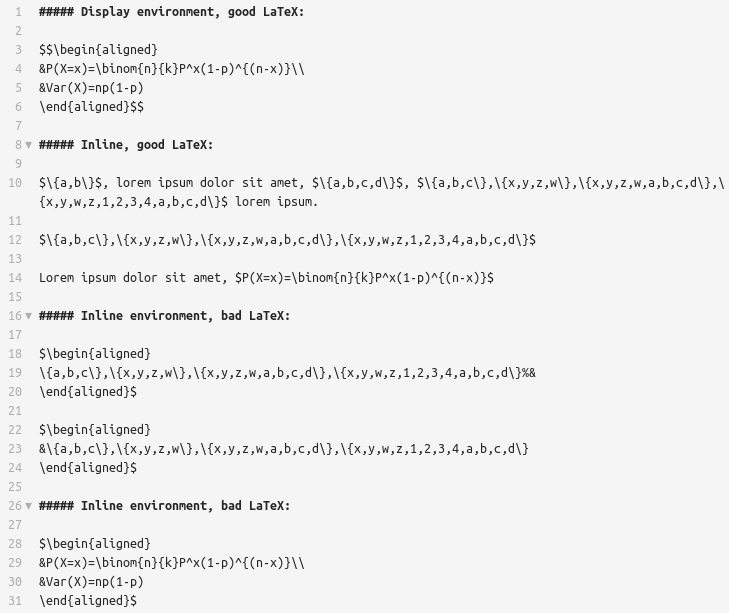 1 ##### Display environment, good LaTeX:
2
3 $$\begin{aligned}
4 &P(X=x)=\binom{n}{k}P^x(1-p)^{(n-x)}\\
5 &Var(X)=np(1-p)
6 \end{aligned}$$
7
8 ##### Inline, good LaTeX:
9
10 $\{a,b\}$, lorem ipsum dolor sit amet, $\{a,b,c,d\}$, $\{a,b,c\},\{x,y,z,w\},\{x,y,z,w,a,b,c,d\},\
{x,y,w,z,1,2,3,4,a,b,c,d\}$ lorem ipsum.
11
12 $\{a,b,c\},\{x,y,z,w\},\{x,y,z,w,a,b,c,d\},\{x,y,w,z,1,2,3,4,a,b,c,d\}$
13
14 Lorem ipsum dolor sit amet, $P(X=x)=\binom{n}{k}P^x(1-p)^{(n-x)}$
15
16 ##### Inline environment, bad LaTeX:
17
18 $\begin{aligned}
19 \{a,b,c\},\{x,y,z,w\},\{x,y,z,w,a,b,c,d\},\{x,y,w,z,1,2,3,4,a,b,c,d\}%&
20 \end{aligned}$
21
22 $\begin{aligned}
23 &\{a,b,c\},\{x,y,z,w\},\{x,y,z,w,a,b,c,d\},\{x,y,w,z,1,2,3,4,a,b,c,d\}
24 \end{aligned}$
25
26 ##### Inline environment, bad LaTeX:
27
28 $\begin{aligned}
29 &P(X=x)=\binom{n}{k}P^x(1-p)^{(n-x)}\\
30 &Var(X)=np(1-p)
31 \end{aligned}$